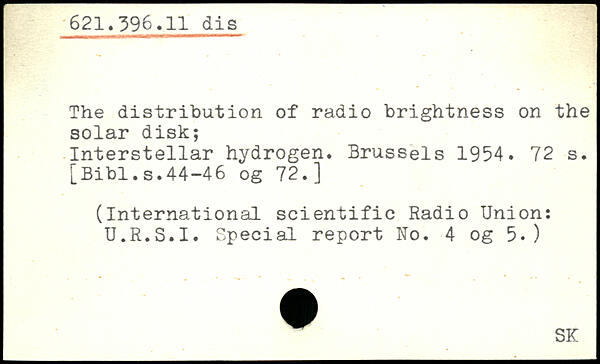 621.396.11 dis
The distribution of radio brightness on the
solar disk;
Interstellar hydrogen. Brussels 1954. 72 s.
[Bibl.s.44-46 og 72.]
(International scientific Radio Union:
U.R.S.I. Special report No. 4 og 5.)
SK